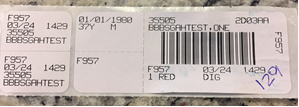 F957
03/24 1429
35505
BBBSGAHTEST
F957
03/24 1429
35505
BBBSGAHTEST
01/01/1980
37Y M
F957
35505 2D03AA
BBBSGAHTEST,ONE
F957
F957
03/24 1429
1 RED DIG
129